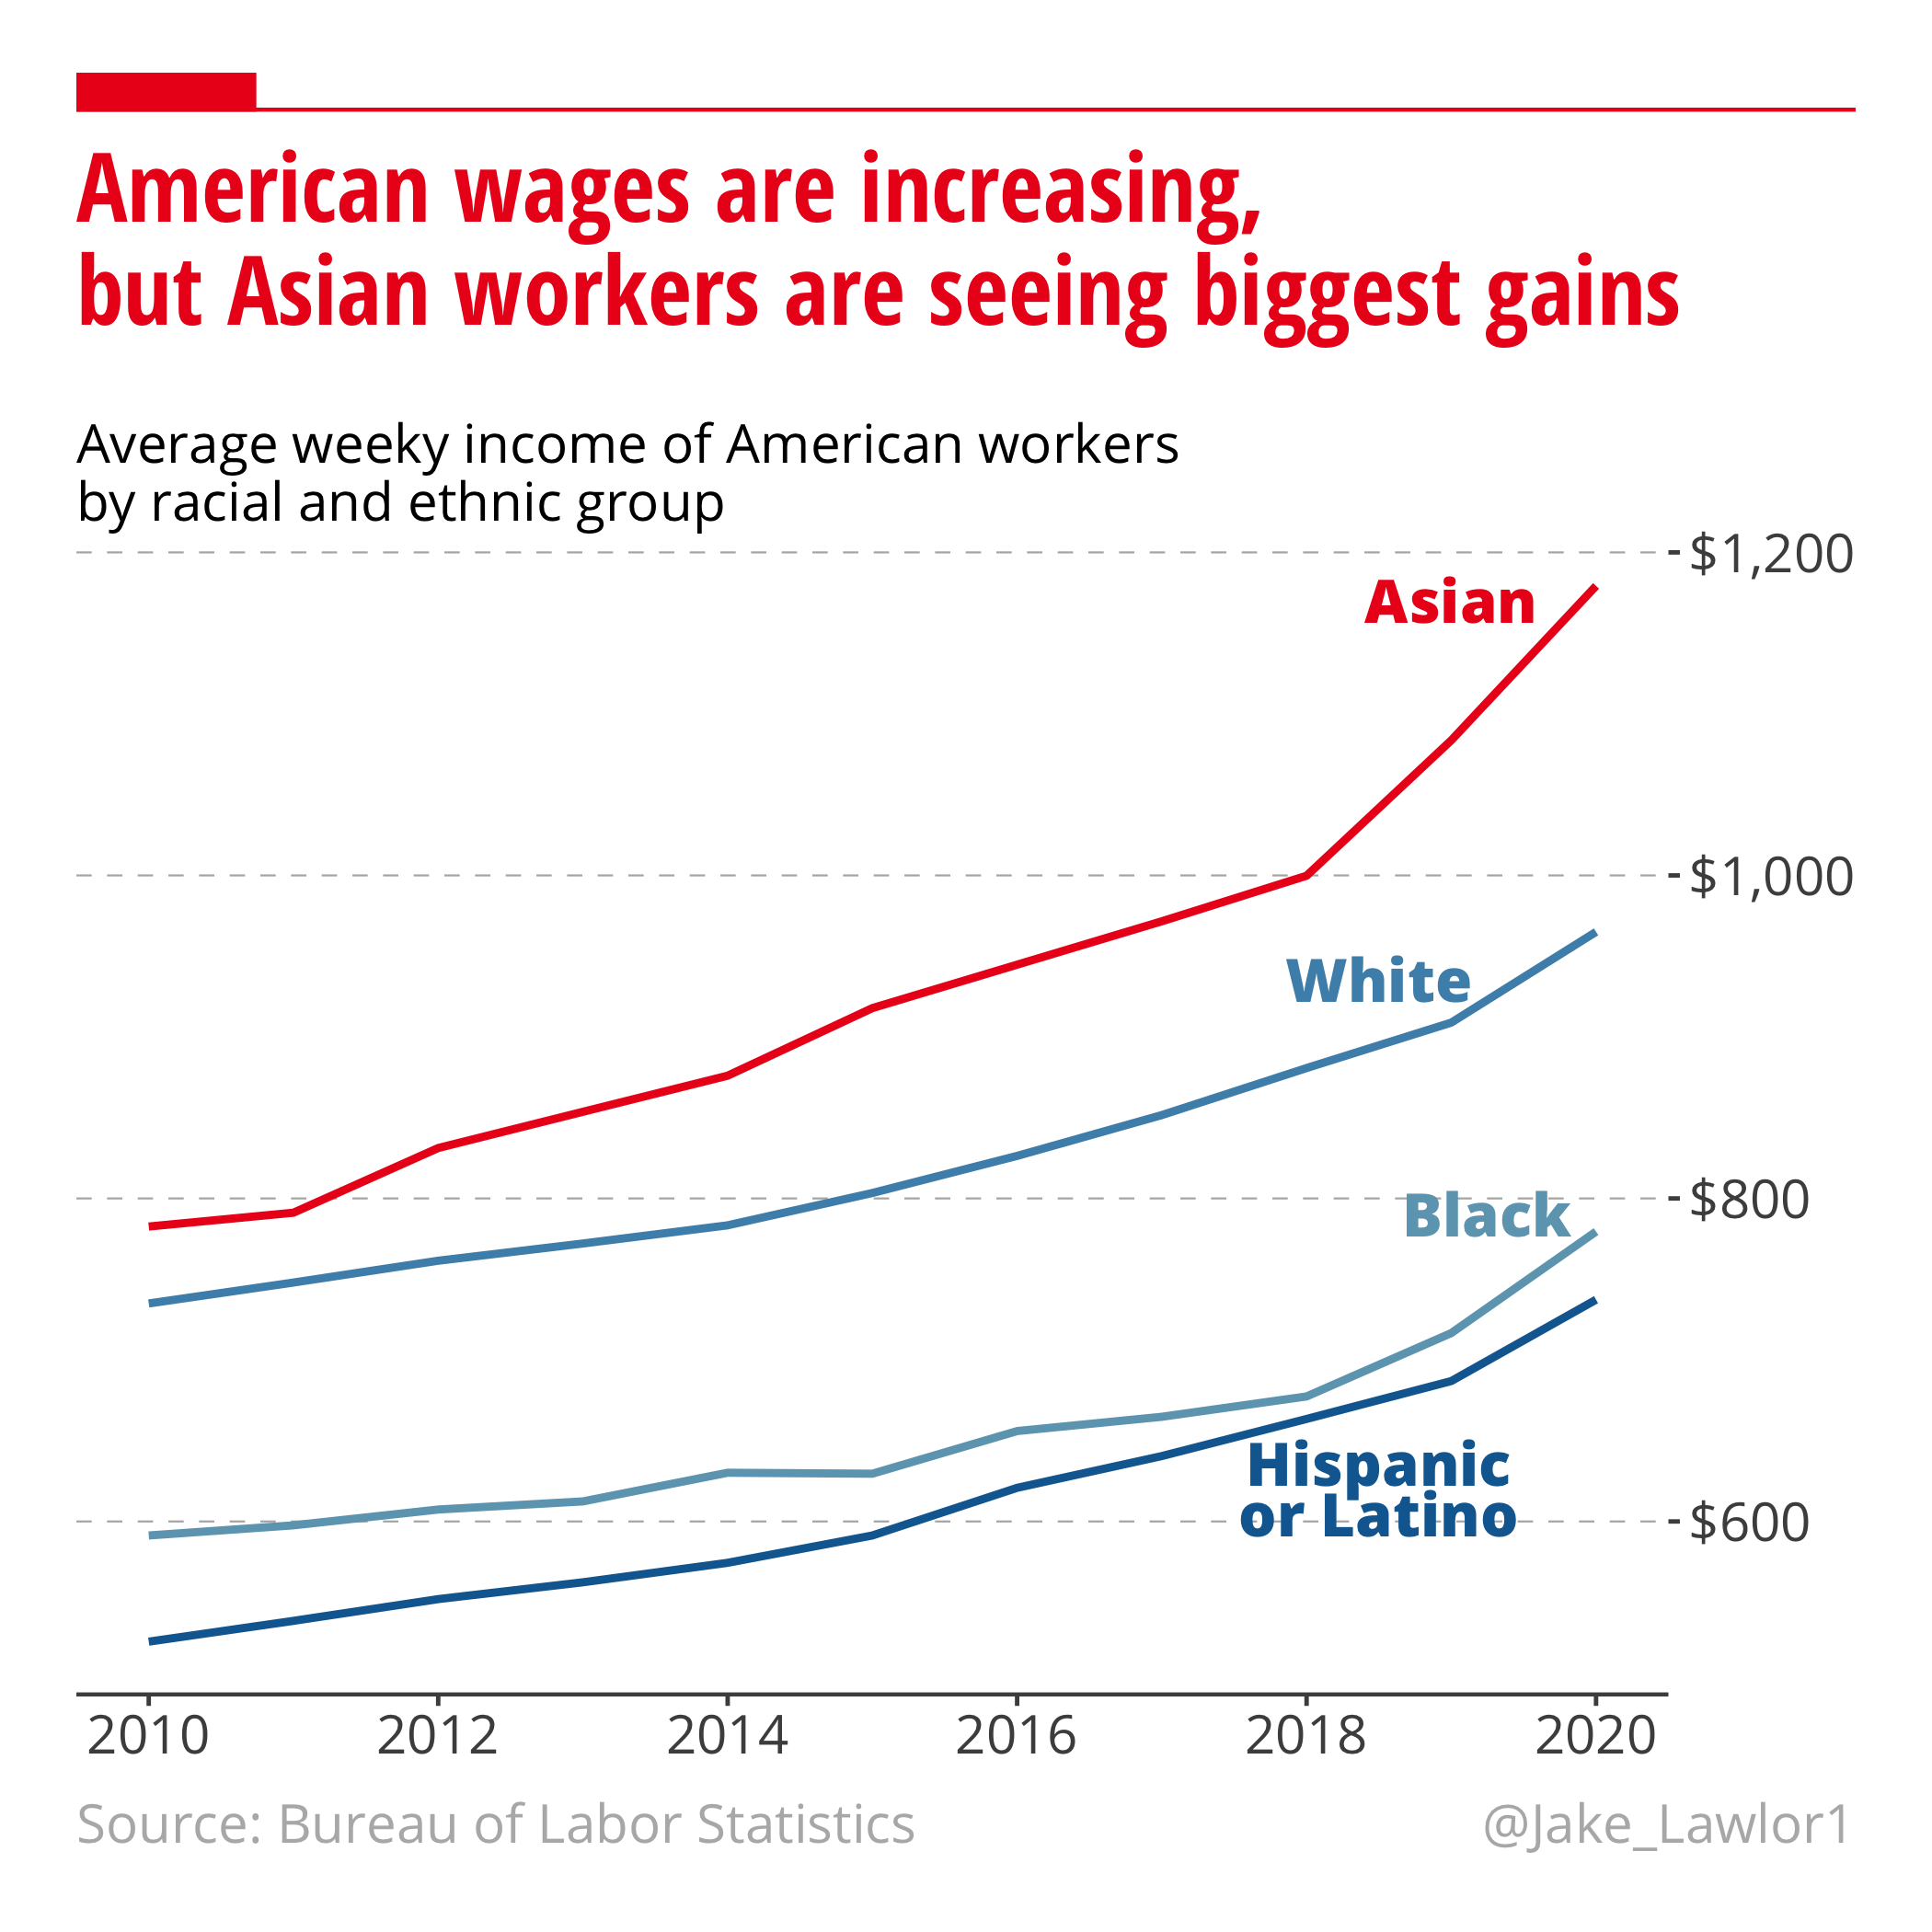 American wages are increasing,
but Asian workers are seeing biggest gains
Average weeky income of American workers
by racial and ethnic group
$1,200
Asian
$1,000
White
$800
Black
Hispanic
or Latino
$600
2010 2012 2014 2016 2018 2020
Source: Bureau of Labor Statistics @Jake_Lawlor1